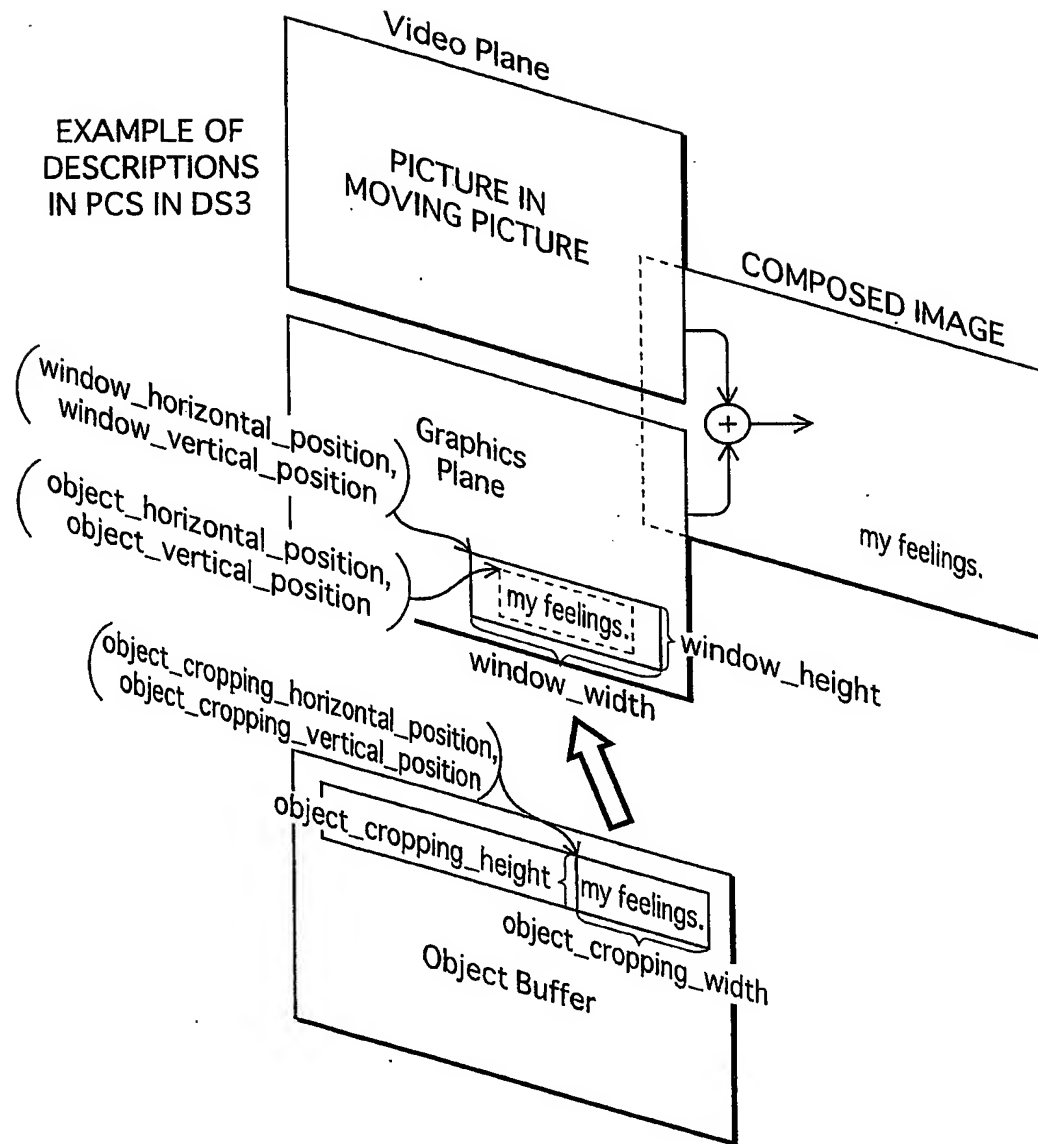 Video Plane
EXAMPLE OF
DESCRIPTIONS
IN PCS IN DS3
PICTURE IN
MOVING PICTURE
COMPOSED IMAGE
(window_horizontal_position,
window_vertical_position)
Graphics
Plane
+
(object_horizontal_position,
object_vertical_position)
my feelings.
my feelings.
window_height
window_width
(object_cropping_horizontal_position,
object_cropping_vertical_position)
object_cropping_height
my feelings.
object_cropping_width
Object Buffer